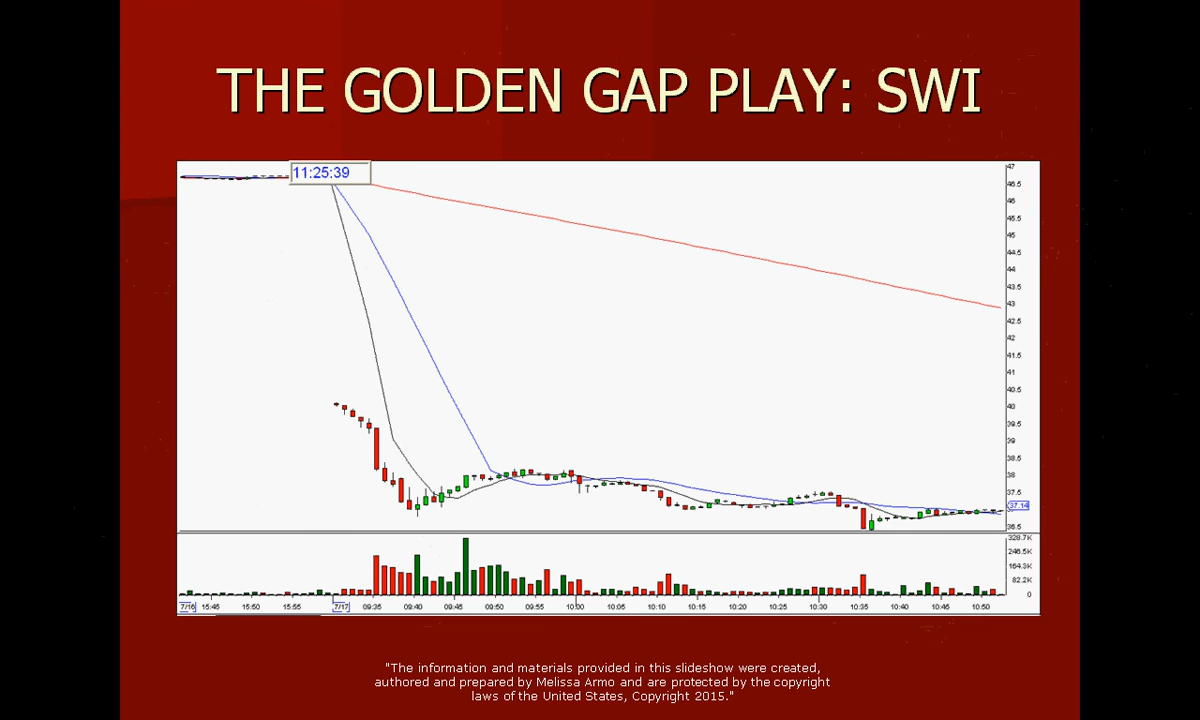 THE GOLDEN GAP PLAY: SWI
11:25:39
47
46.5
46
45.5
45
44.5
44
43.5
43
42.5
42
41.5
41
40.5
40
39.5
39
38.5
38
37.5
37.14
36.5
328.7K
246.5K
164.3K
82.2K
0
7/16 15:45 15:50 15:55 7/17 09:35 09:40 09:45 09:50 09:55 10:00 10:05 10:10 10:15 10:20 10:25 10:30 10:35 10:40 10:45 10:50
"The information and materials provided in this slideshow were created,
authored and prepared by Melissa Armo and are protected by the copyright
laws of the United States, Copyright 2015."